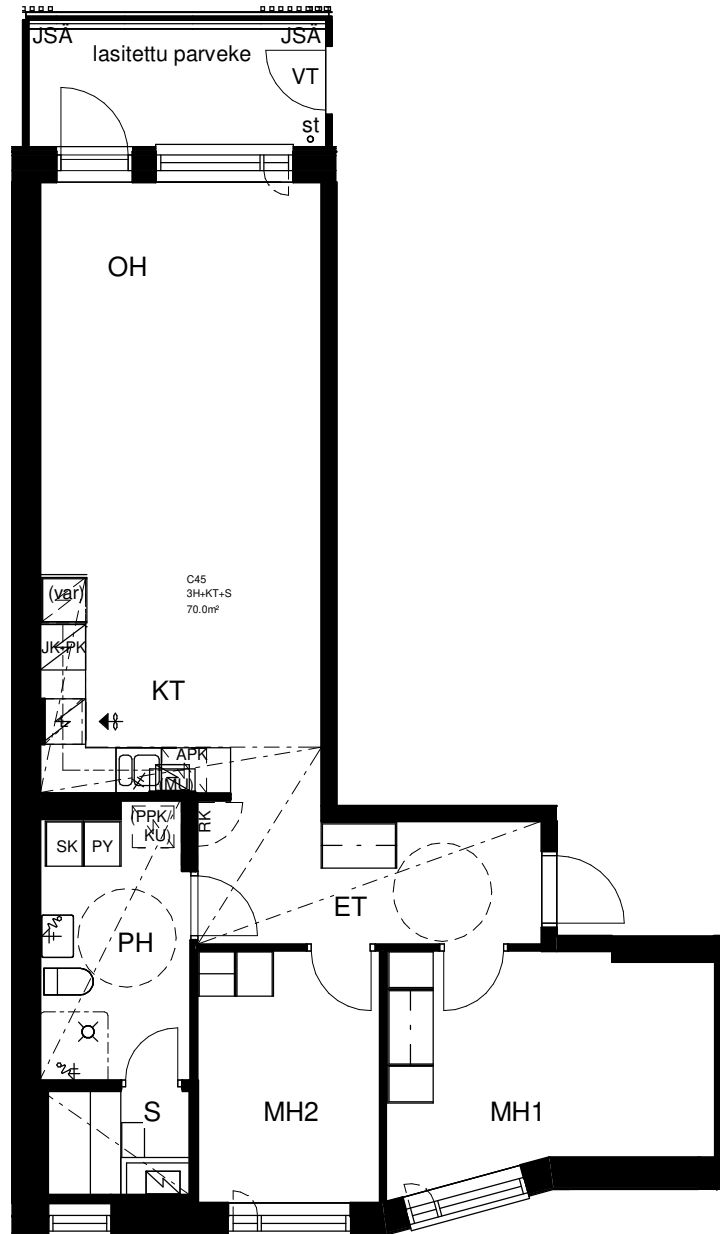 JSÄ
JSÄ
lasitettu parveke
VT
st
OH
C45
3H+KT+S
70.0m²
(var)
JK+PK
KT
APK
(MU)
(PPK/
KU)
RK
SK
PY
ET
PH
S
MH2
MH1